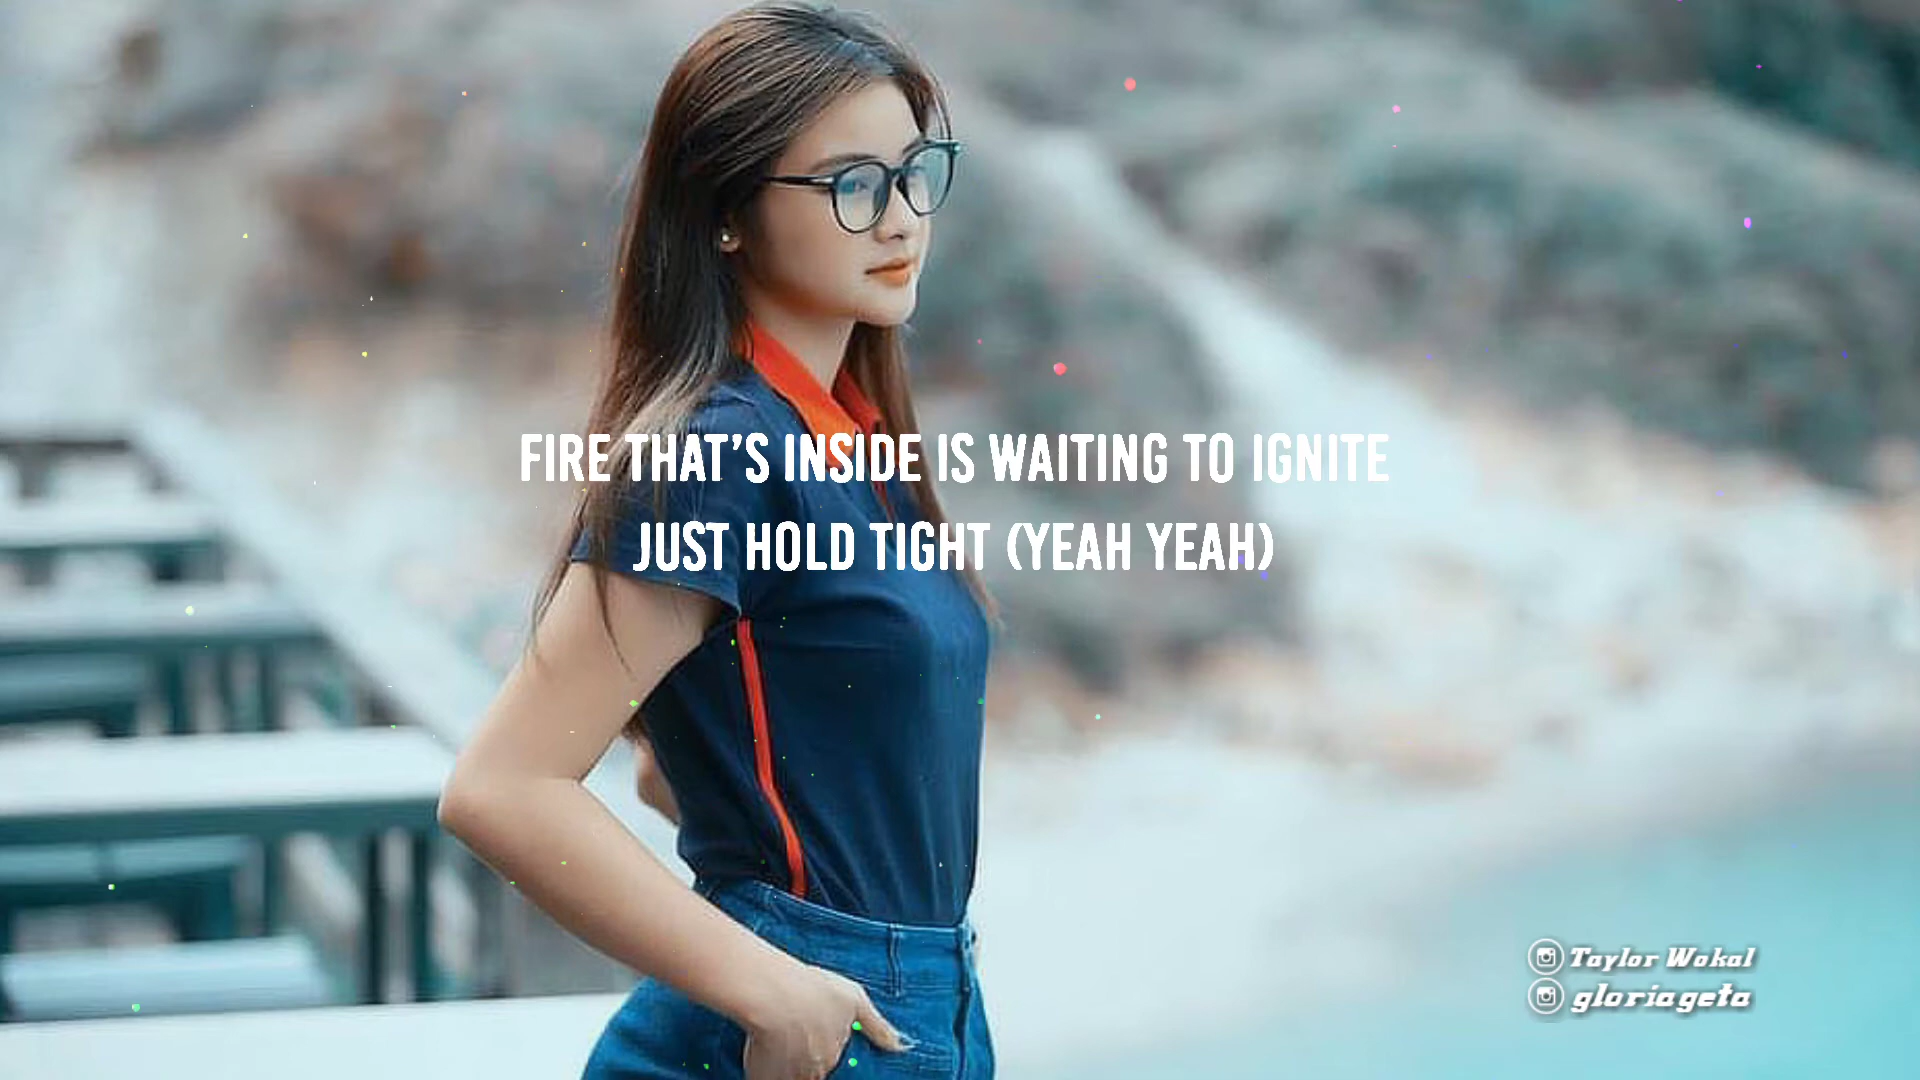 FIRE THAT'S INSIDE IS WAITING TO IGNITE
JUST HOLD TIGHT (YEAH YEAH)
Taylor Wokal
gloriageta